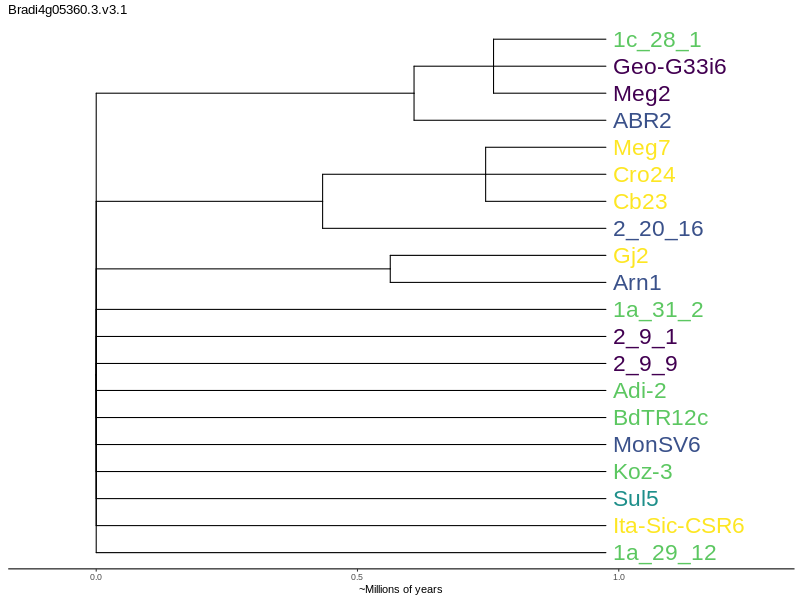 Bradi4g05360.3.v3.1
1c_28_1
Geo-G33i6
Meg2
ABR2
Meg7
Cro24
Cb23
2_20_16
Gj2
Arn1
1a_31_2
2_9_1
2_9_9
Adi-2
BdTR12c
MonSV6
Koz-3
Sul5
Ita-Sic-CSR6
1a_29_12
0.0 0.5 1.0
~Millions of years